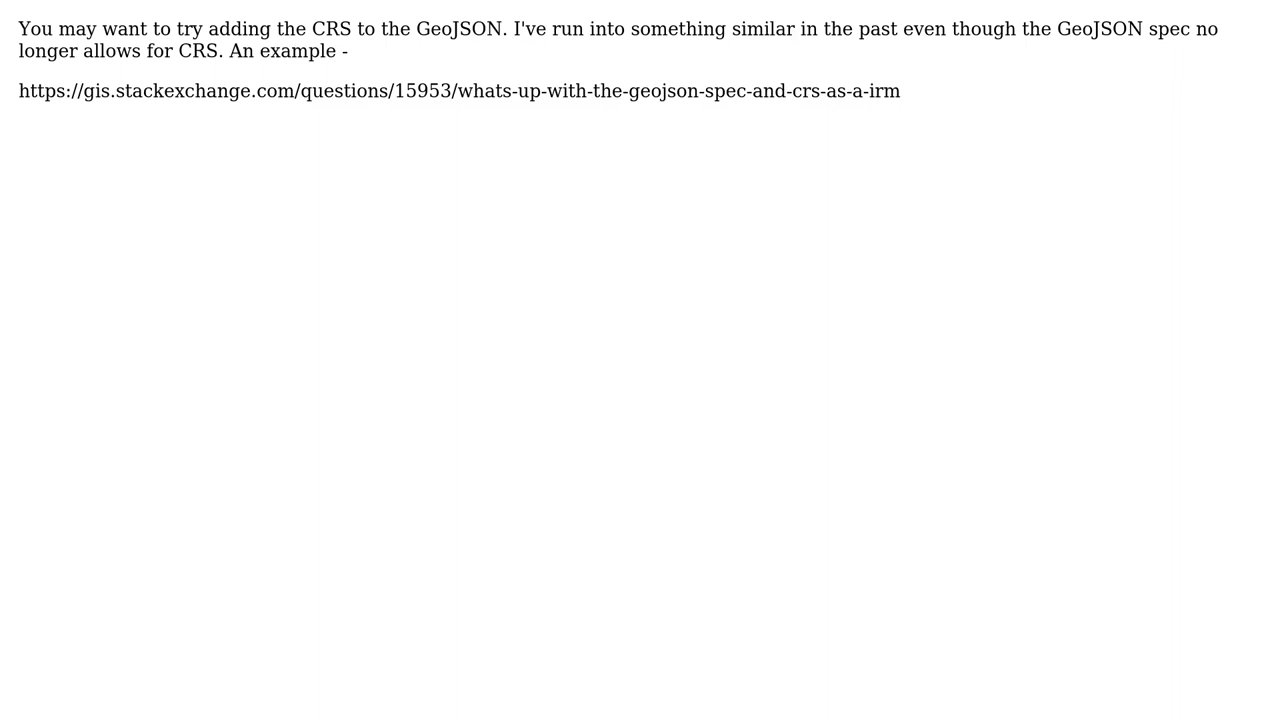 You may want to try adding the CRS to the GeoJSON. I've run into something similar in the past even though the GeoJSON spec no
longer allows for CRS. An example -
https://gis.stackexchange.com/questions/15953/whats-up-with-the-geojson-spec-and-crs-as-a-irm